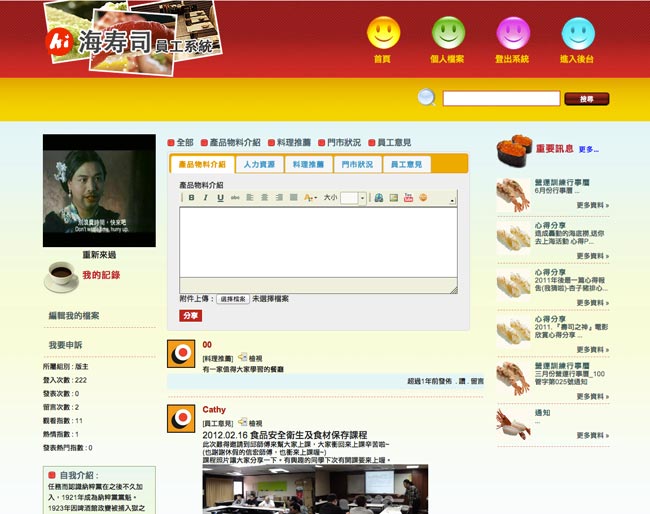 hi 海寿司 員工系統
首頁 個人檔案 登出系統 進入後台
搜尋
別浪費時間，快來吧
Don't waste time, hurry up.
重新來過
我的記錄
編輯我的檔案
我要申訴
所屬組別 : 版主
登入次數 : 222
發表次數 : 0
留言次數 : 2
觀看指數 : 11
熱情指數 : 1
發表熱門指數 : 0
自我介紹 :
任務而認識納粹黨在之後不久加
入，1921年成為納粹黨黨魁。
1923年因啤酒館政變被捕入獄之
全部 產品物料介紹 料理推薦 門市狀況 員工意見
產品物料介紹 人力資源 料理推薦 門市狀況 員工意見
產品物料介紹
B I U abc 大小
附件上傳 : 選擇檔案 未選擇檔案
分享
00
[料理推薦] 檢視
有一家值得大家學習的餐廳
超過1年前發佈 . 讚 . 留言
Cathy
[員工意見] 檢視
2012.02.16 食品安全衛生及食材保存課程
此次難得邀請到邱師傅來幫大家上課，大家衝回來上課辛苦啦~
(也謝謝休假的信宏師傅，也衝來上課喔~)
課程照片讓大家分享一下。有興趣的同學下次有開課要來上喔。
重要訊息 更多...
營運訓練行事曆
6月份行事曆 ...
更多資料 »
心得分享
造成轟動的海底撈,送你
去上海活動 心得P...
更多資料 »
心得分享
2011年後最一篇心得報
告(我猜啦)-杏子豬排心...
更多資料 »
心得分享
2011.『壽司之神』電影
欣賞心得分享 ...
更多資料 »
營運訓練行事曆
三月份營運行事曆_100
管字第025號通知
更多資料 »
通知
...
更多資料 »